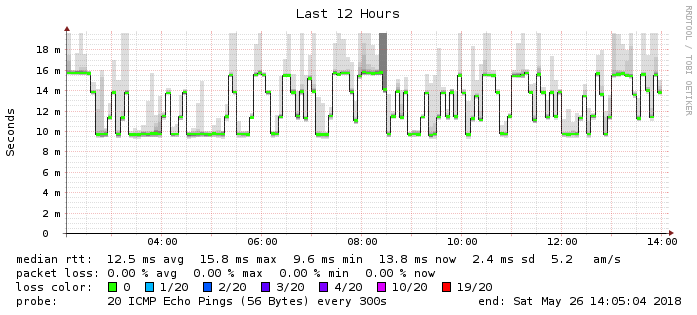 Last 12 Hours
RRDTOOL / TOBI OETIKER
Seconds
18 m
16 m
14 m
12 m
10 m
8 m
6 m
4 m
2 m
0
04:00 06:00 08:00 10:00 12:00 14:00
median rtt: 12.5 ms avg 15.8 ms max 9.6 ms min 13.8 ms now 2.4 ms sd 5.2 am/s
packet loss: 0.00 % avg 0.00 % max 0.00 % min 0.00 % now
loss color: 0 1/20 2/20 3/20 4/20 10/20 19/20
probe: 20 ICMP Echo Pings (56 Bytes) every 300s end: Sat May 26 14:05:04 2018